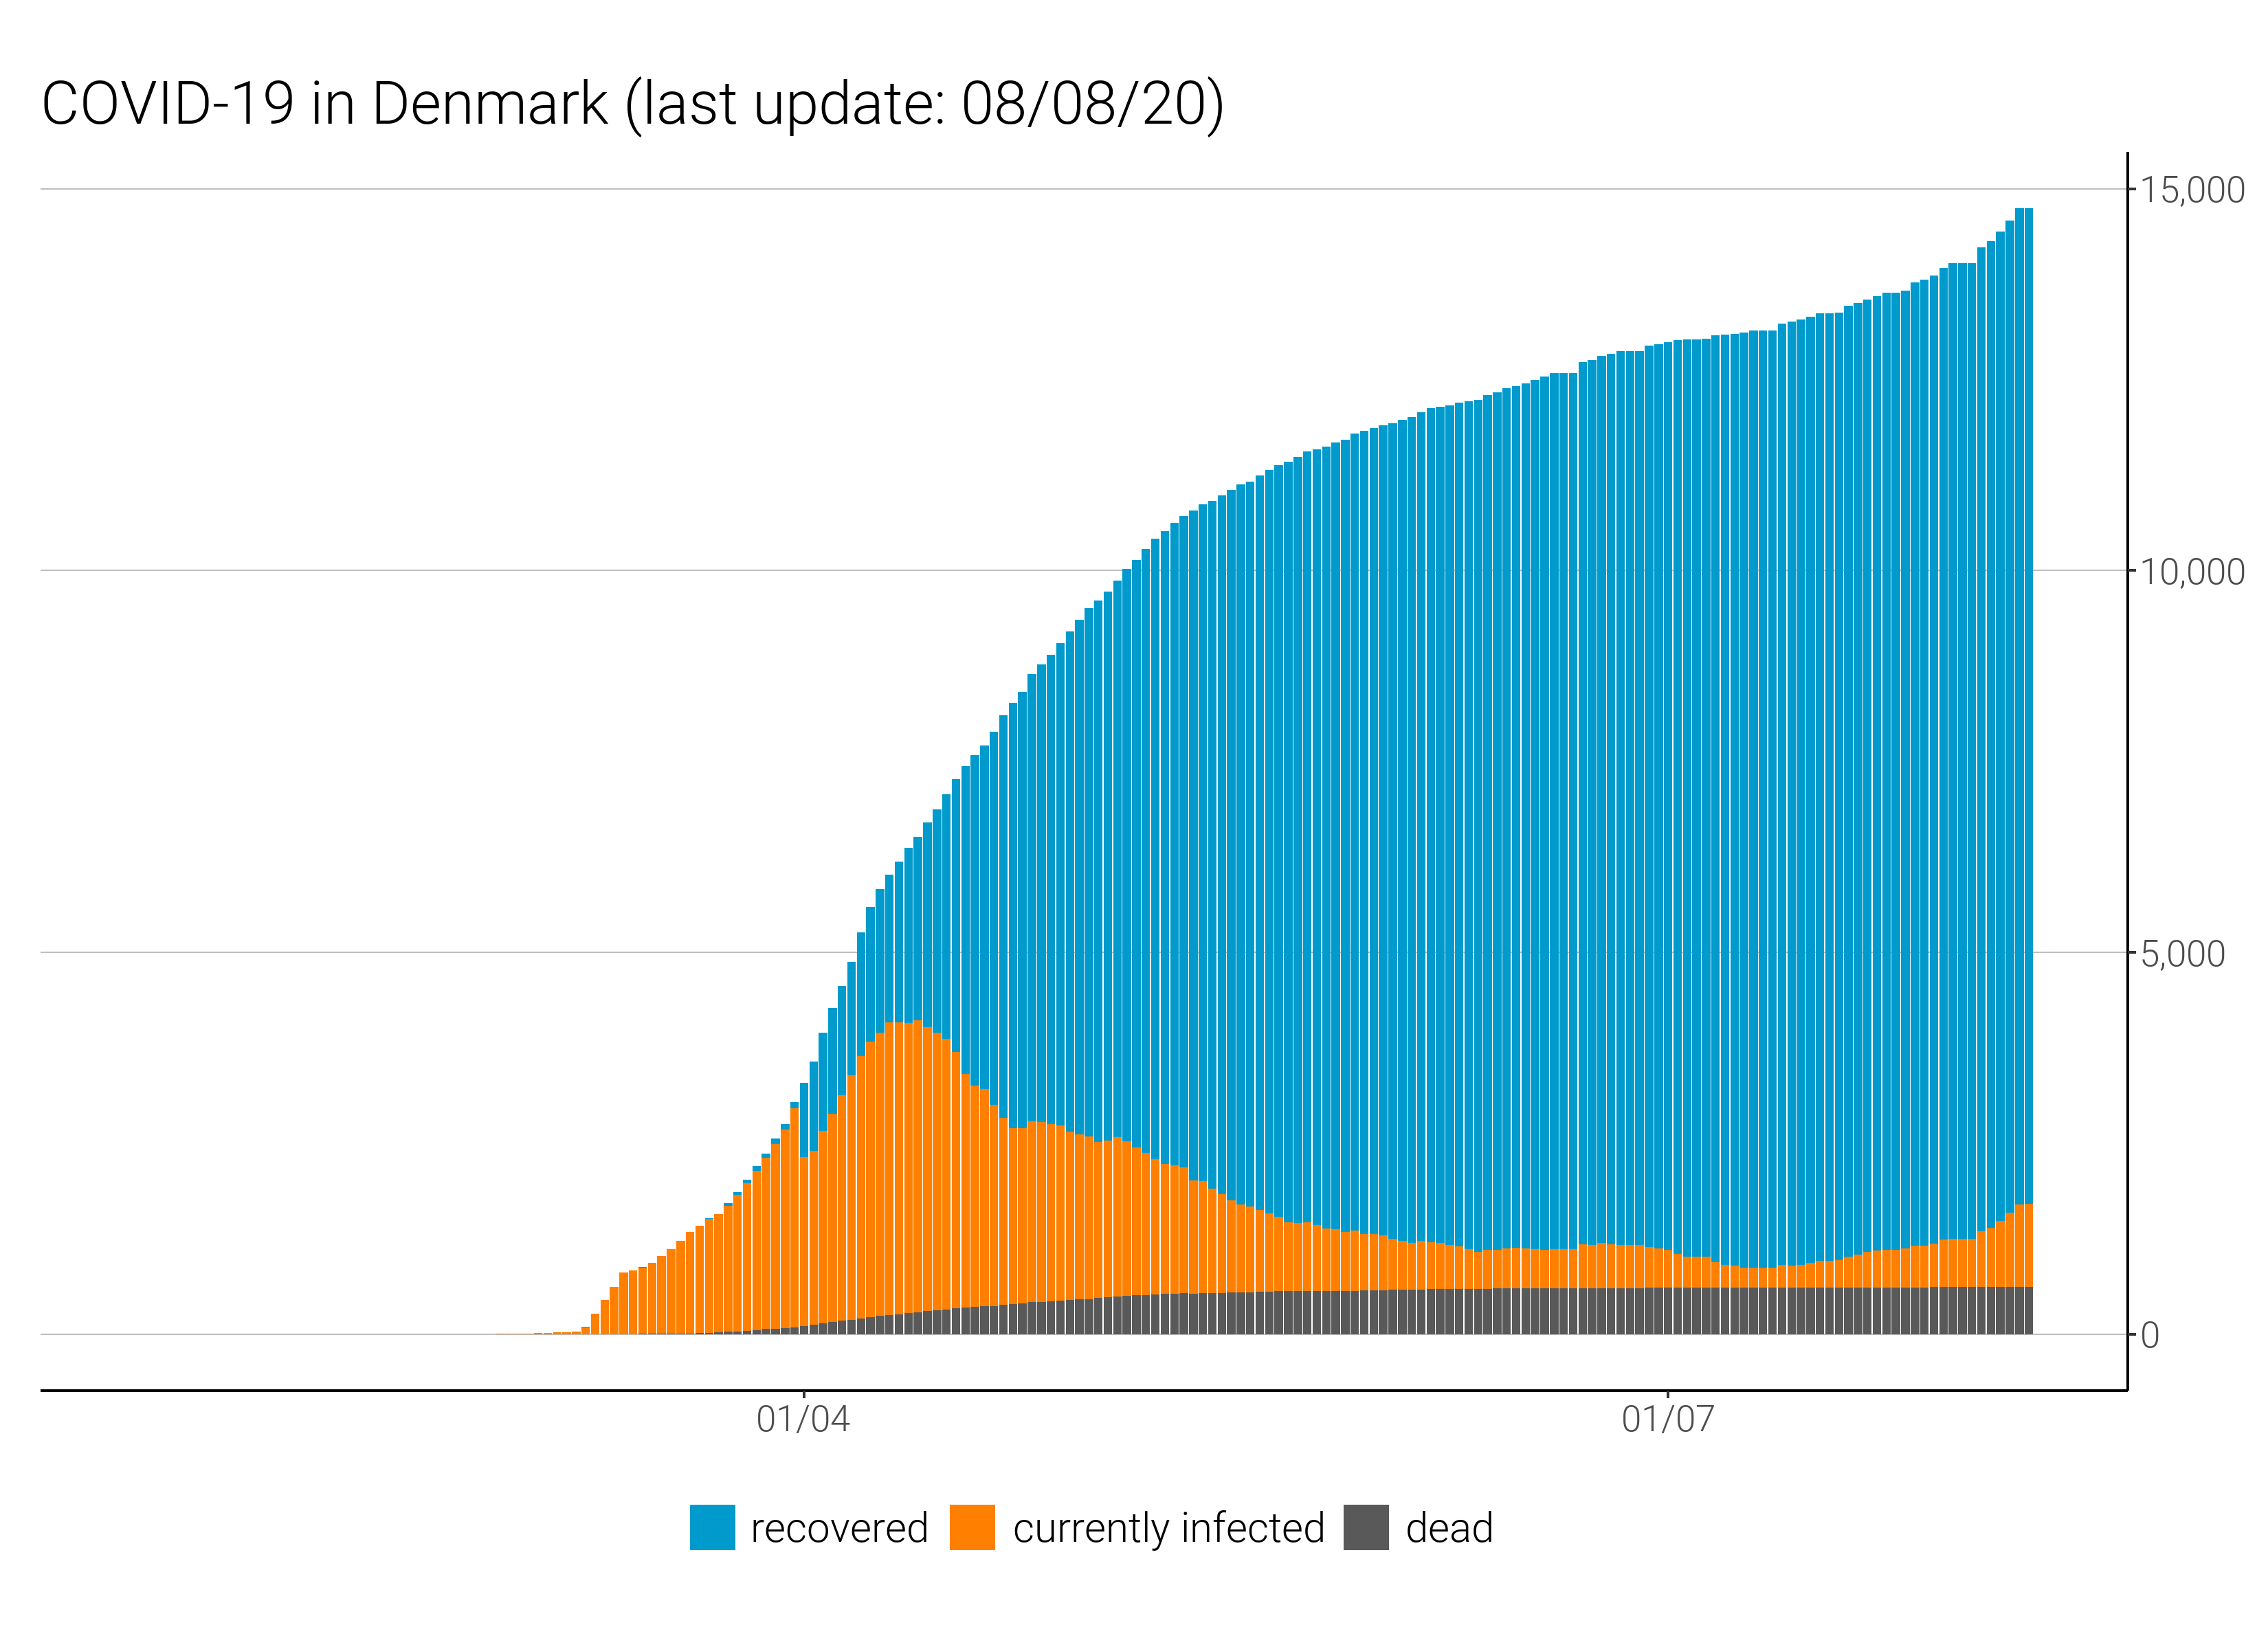 COVID-19 in Denmark (last update: 08/08/20)
15,000
10,000
5,000
0
01/04 01/07
recovered currently infected dead